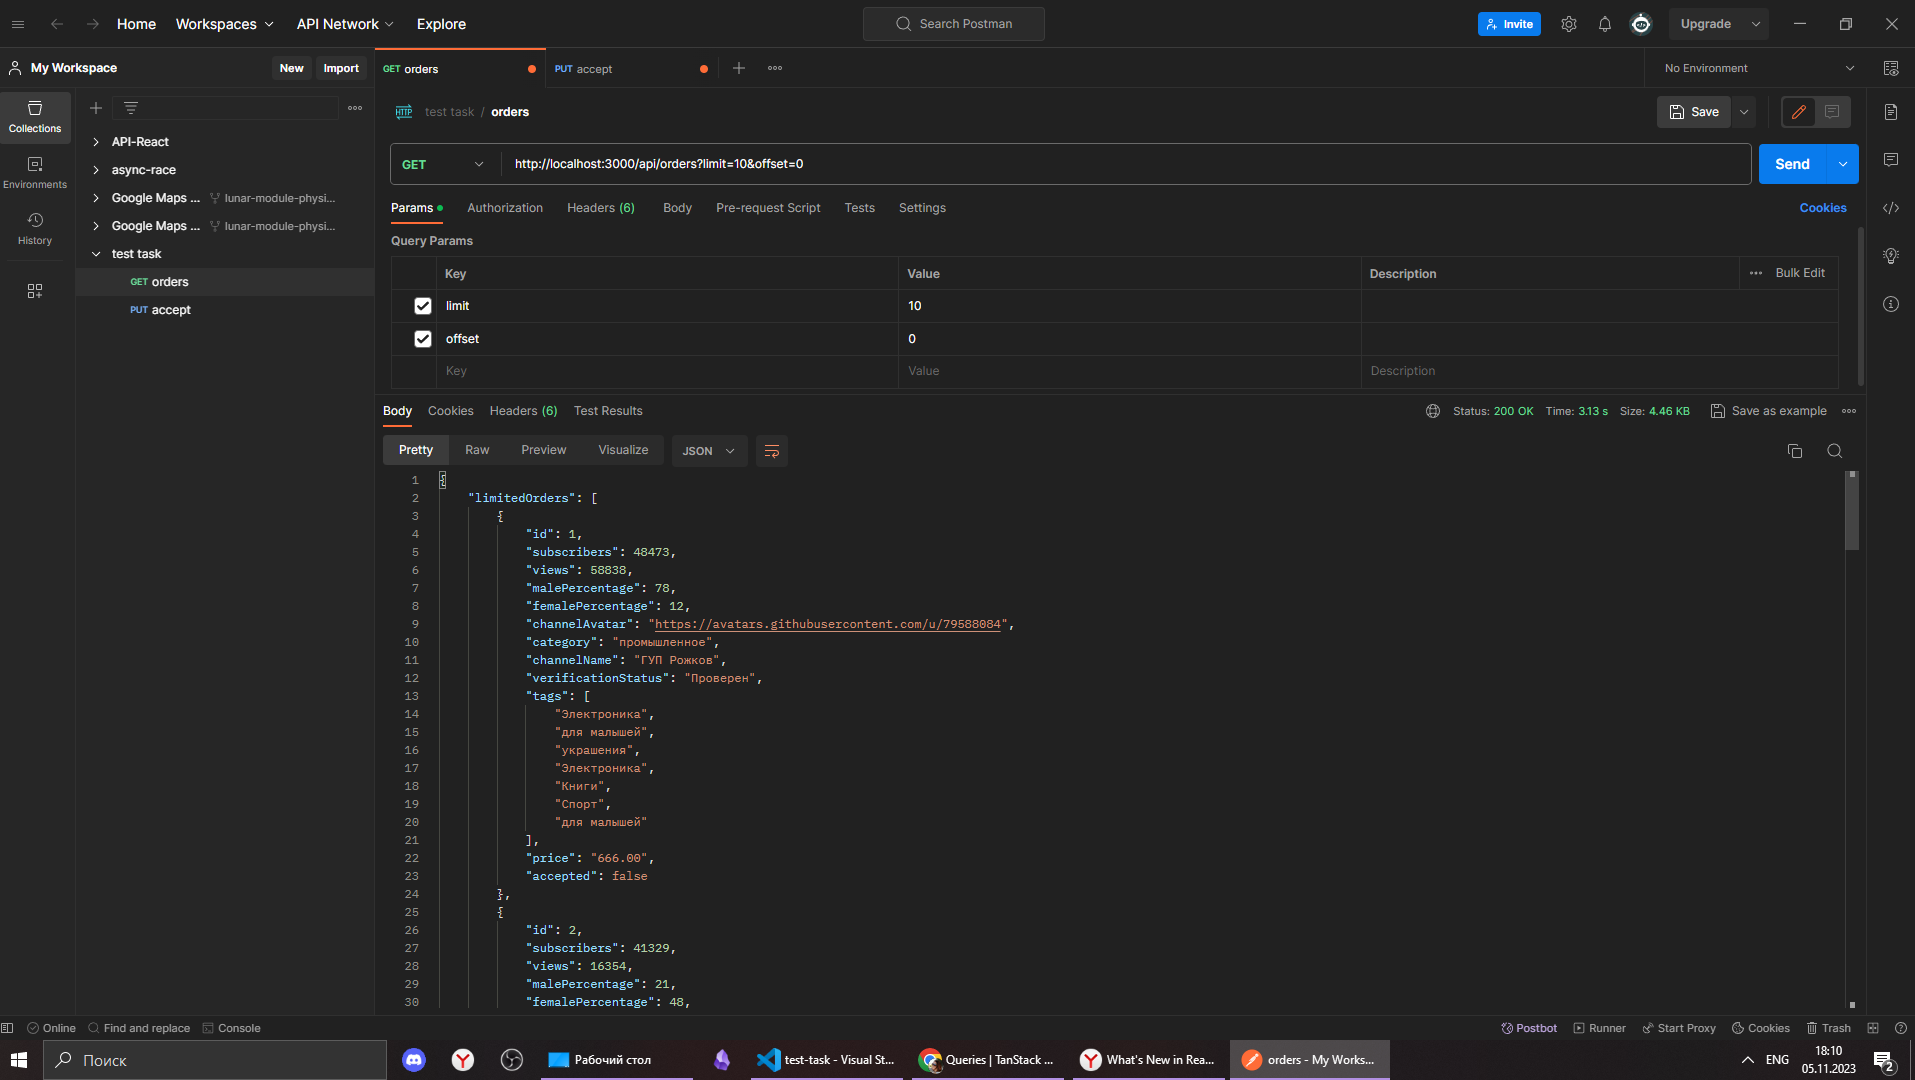 Home Workspaces API Network Explore
Search Postman
Invite
Upgrade
My Workspace New Import
GET orders
PUT accept
No Environment
Collections
Environments
History
API-React
async-race
Google Maps ... lunar-module-physi...
Google Maps ... lunar-module-physi...
test task
GET orders
PUT accept
HTTP test task / orders
Save
GET http://localhost:3000/api/orders?limit=10&offset=0
Send
Params Authorization Headers (6) Body Pre-request Script Tests Settings Cookies
Query Params
Key Value Description Bulk Edit
limit 10
offset 0
Key Value Description
Body Cookies Headers (6) Test Results
Status: 200 OK Time: 3.13 s Size: 4.46 KB Save as example
Pretty Raw Preview Visualize JSON
1 {
2 "limitedOrders": [
3 {
4 "id": 1,
5 "subscribers": 48473,
6 "views": 58838,
7 "malePercentage": 78,
8 "femalePercentage": 12,
9 "channelAvatar": "https://avatars.githubusercontent.com/u/79588084",
10 "category": "промышленное",
11 "channelName": "ГУП Рожков",
12 "verificationStatus": "Проверен",
13 "tags": [
14 "Электроника",
15 "для малышей",
16 "украшения",
17 "Электроника",
18 "Книги",
19 "Спорт",
20 "для малышей"
21 ],
22 "price": "666.00",
23 "accepted": false
24 },
25 {
26 "id": 2,
27 "subscribers": 41329,
28 "views": 16354,
29 "malePercentage": 21,
30 "femalePercentage": 48,
Online Find and replace Console
Postbot Runner Start Proxy Cookies Trash
Поиск
Рабочий стол
test-task - Visual St...
Queries | TanStack ...
What's New in Rea...
orders - My Works...
ENG
18:10
05.11.2023
2